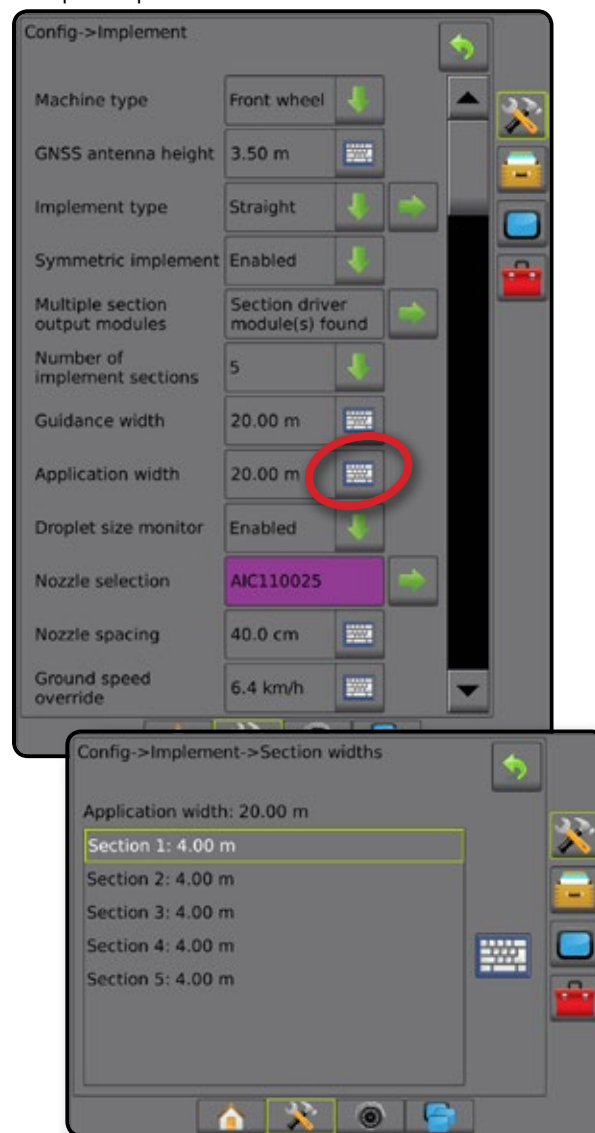 Config->Implement
Machine type Front wheel
GNSS antenna height 3.50 m
Implement type Straight
Symmetric implement Enabled
Multiple section Section driver
output modules module(s) found
Number of
implement sections 5
Guidance width 20.00 m
Application width 20.00 m
Droplet size monitor Enabled
Nozzle selection AIC110025
Nozzle spacing 40.0 cm
Ground speed
override 6.4 km/h
Config->Implement->Section widths
Application width: 20.00 m
Section 1: 4.00 m
Section 2: 4.00 m
Section 3: 4.00 m
Section 4: 4.00 m
Section 5: 4.00 m